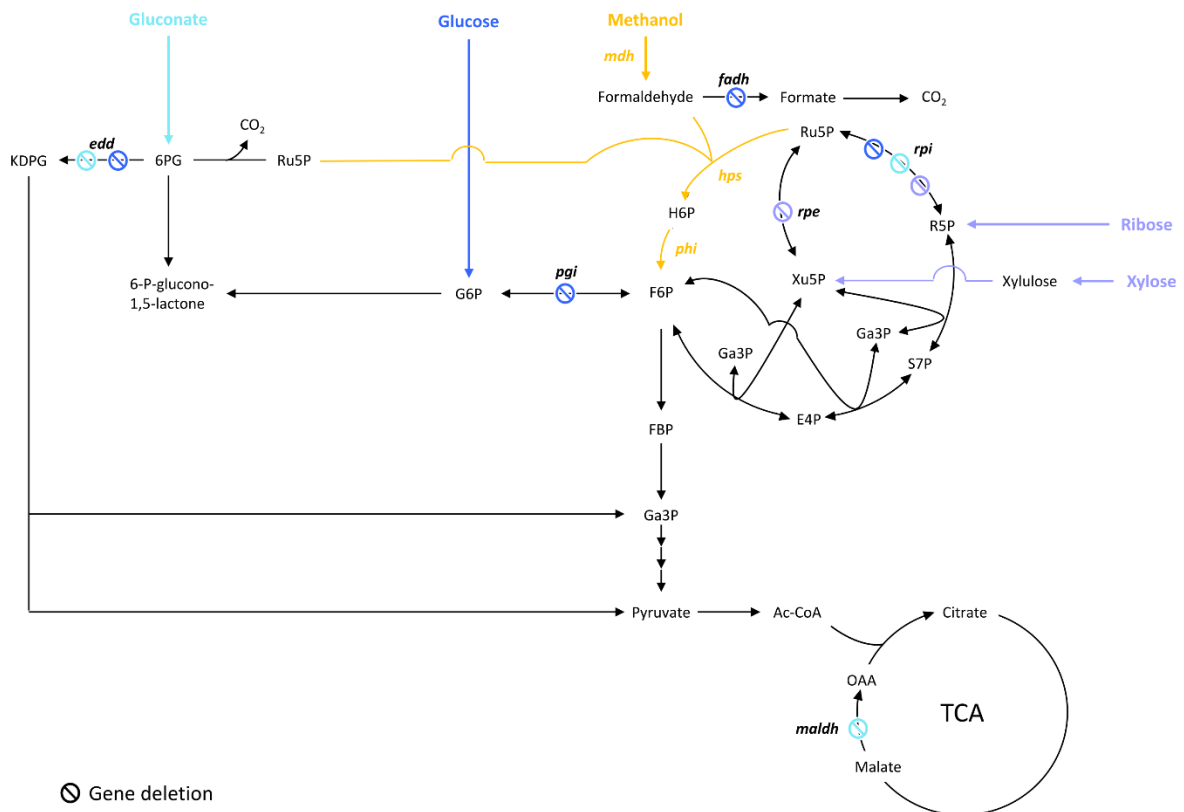 Gluconate
Glucose
Methanol
mdh
fadh
Formaldehyde
Formate
CO2
CO2
edd
KDPG
6PG
Ru5P
Ru5P
rpi
hps
H6P
rpe
R5P
Ribose
phi
6-P-glucono-
1,5-lactone
G6P
pgi
F6P
Xu5P
Xylulose
Xylose
Ga3P
Ga3P
S7P
E4P
FBP
Ga3P
Pyruvate
Ac-CoA
Citrate
OAA
TCA
maldh
Malate
Gene deletion